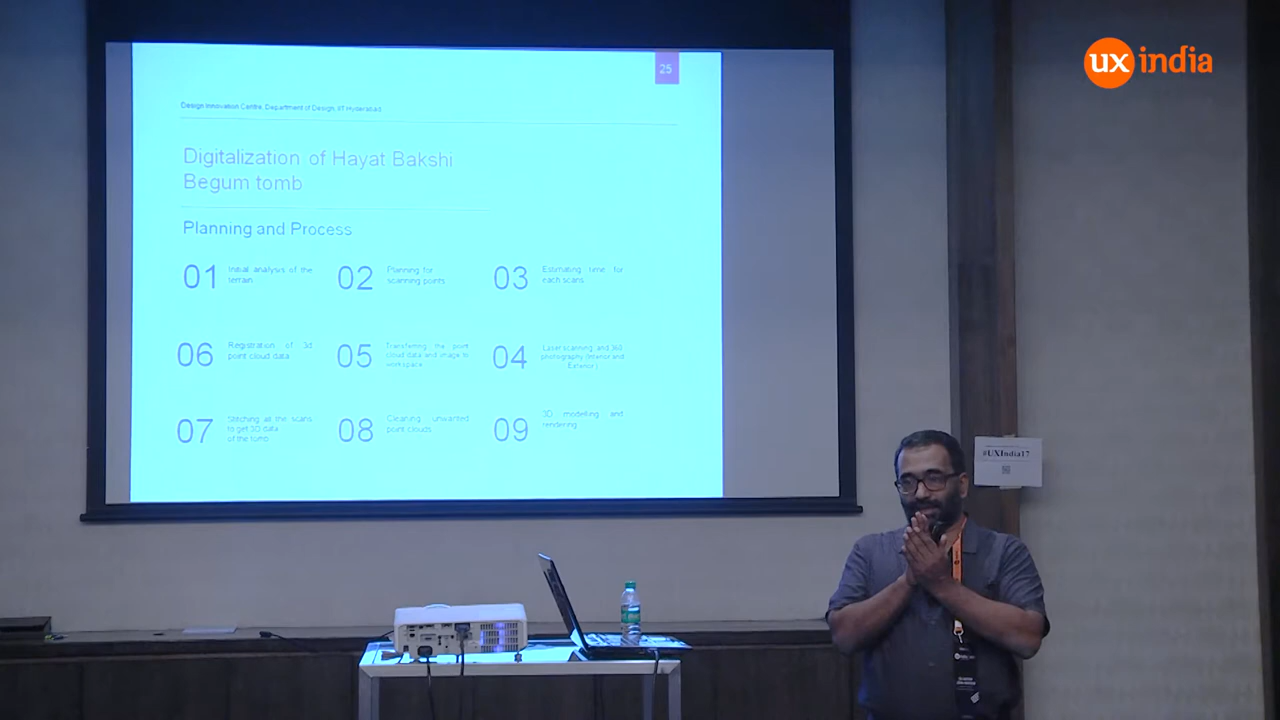 25
Design Innovation Centre, Department of Design, IIT Hyderabad
Digitalization of Hayat Bakshi
Begum tomb
Planning and Process
01
Initial analysis of the
terrain
02
Planning for
scanning points
03
Estimating time for
each scans
06
Registration of 3d
point cloud data
05
Transferring the point
cloud data and image to
workspace
04
Laser scanning and 360
photography (Interior and
Exterior )
07
Stitching all the scans
to get 3D data
of the tomb
08
Cleaning unwanted
point clouds
09
3D modelling and
rendering
ux india
#UXIndia17